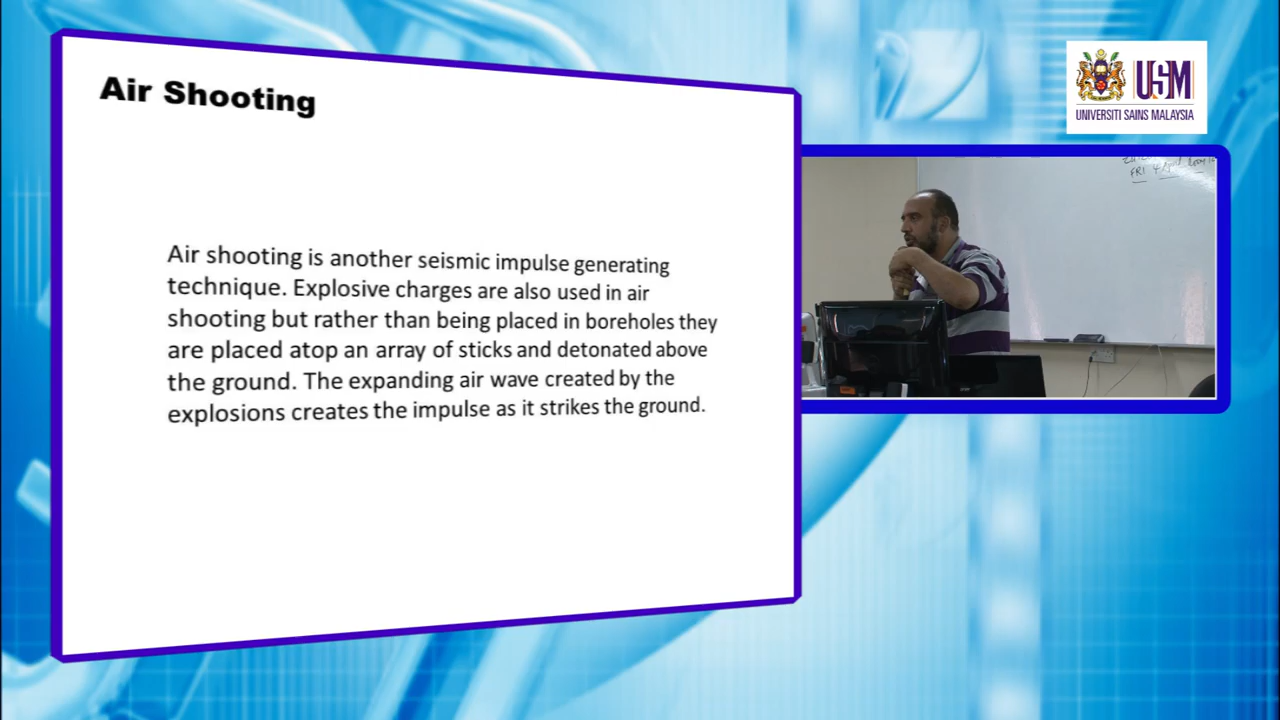 Air Shooting
Air shooting is another seismic impulse generating
technique. Explosive charges are also used in air
shooting but rather than being placed in boreholes they
are placed atop an array of sticks and detonated above
the ground. The expanding air wave created by the
explosions creates the impulse as it strikes the ground.
USM
UNIVERSITI SAINS MALAYSIA
FRI 4 April